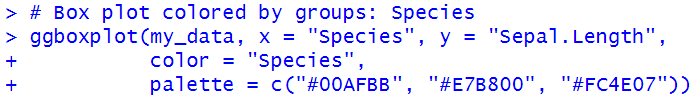 > # Box plot colored by groups: Species
> ggboxplot(my_data, x = "Species", y = "Sepal.Length",
+           color = "Species",
+           palette = c("#00AFBB", "#E7B800", "#FC4E07"))